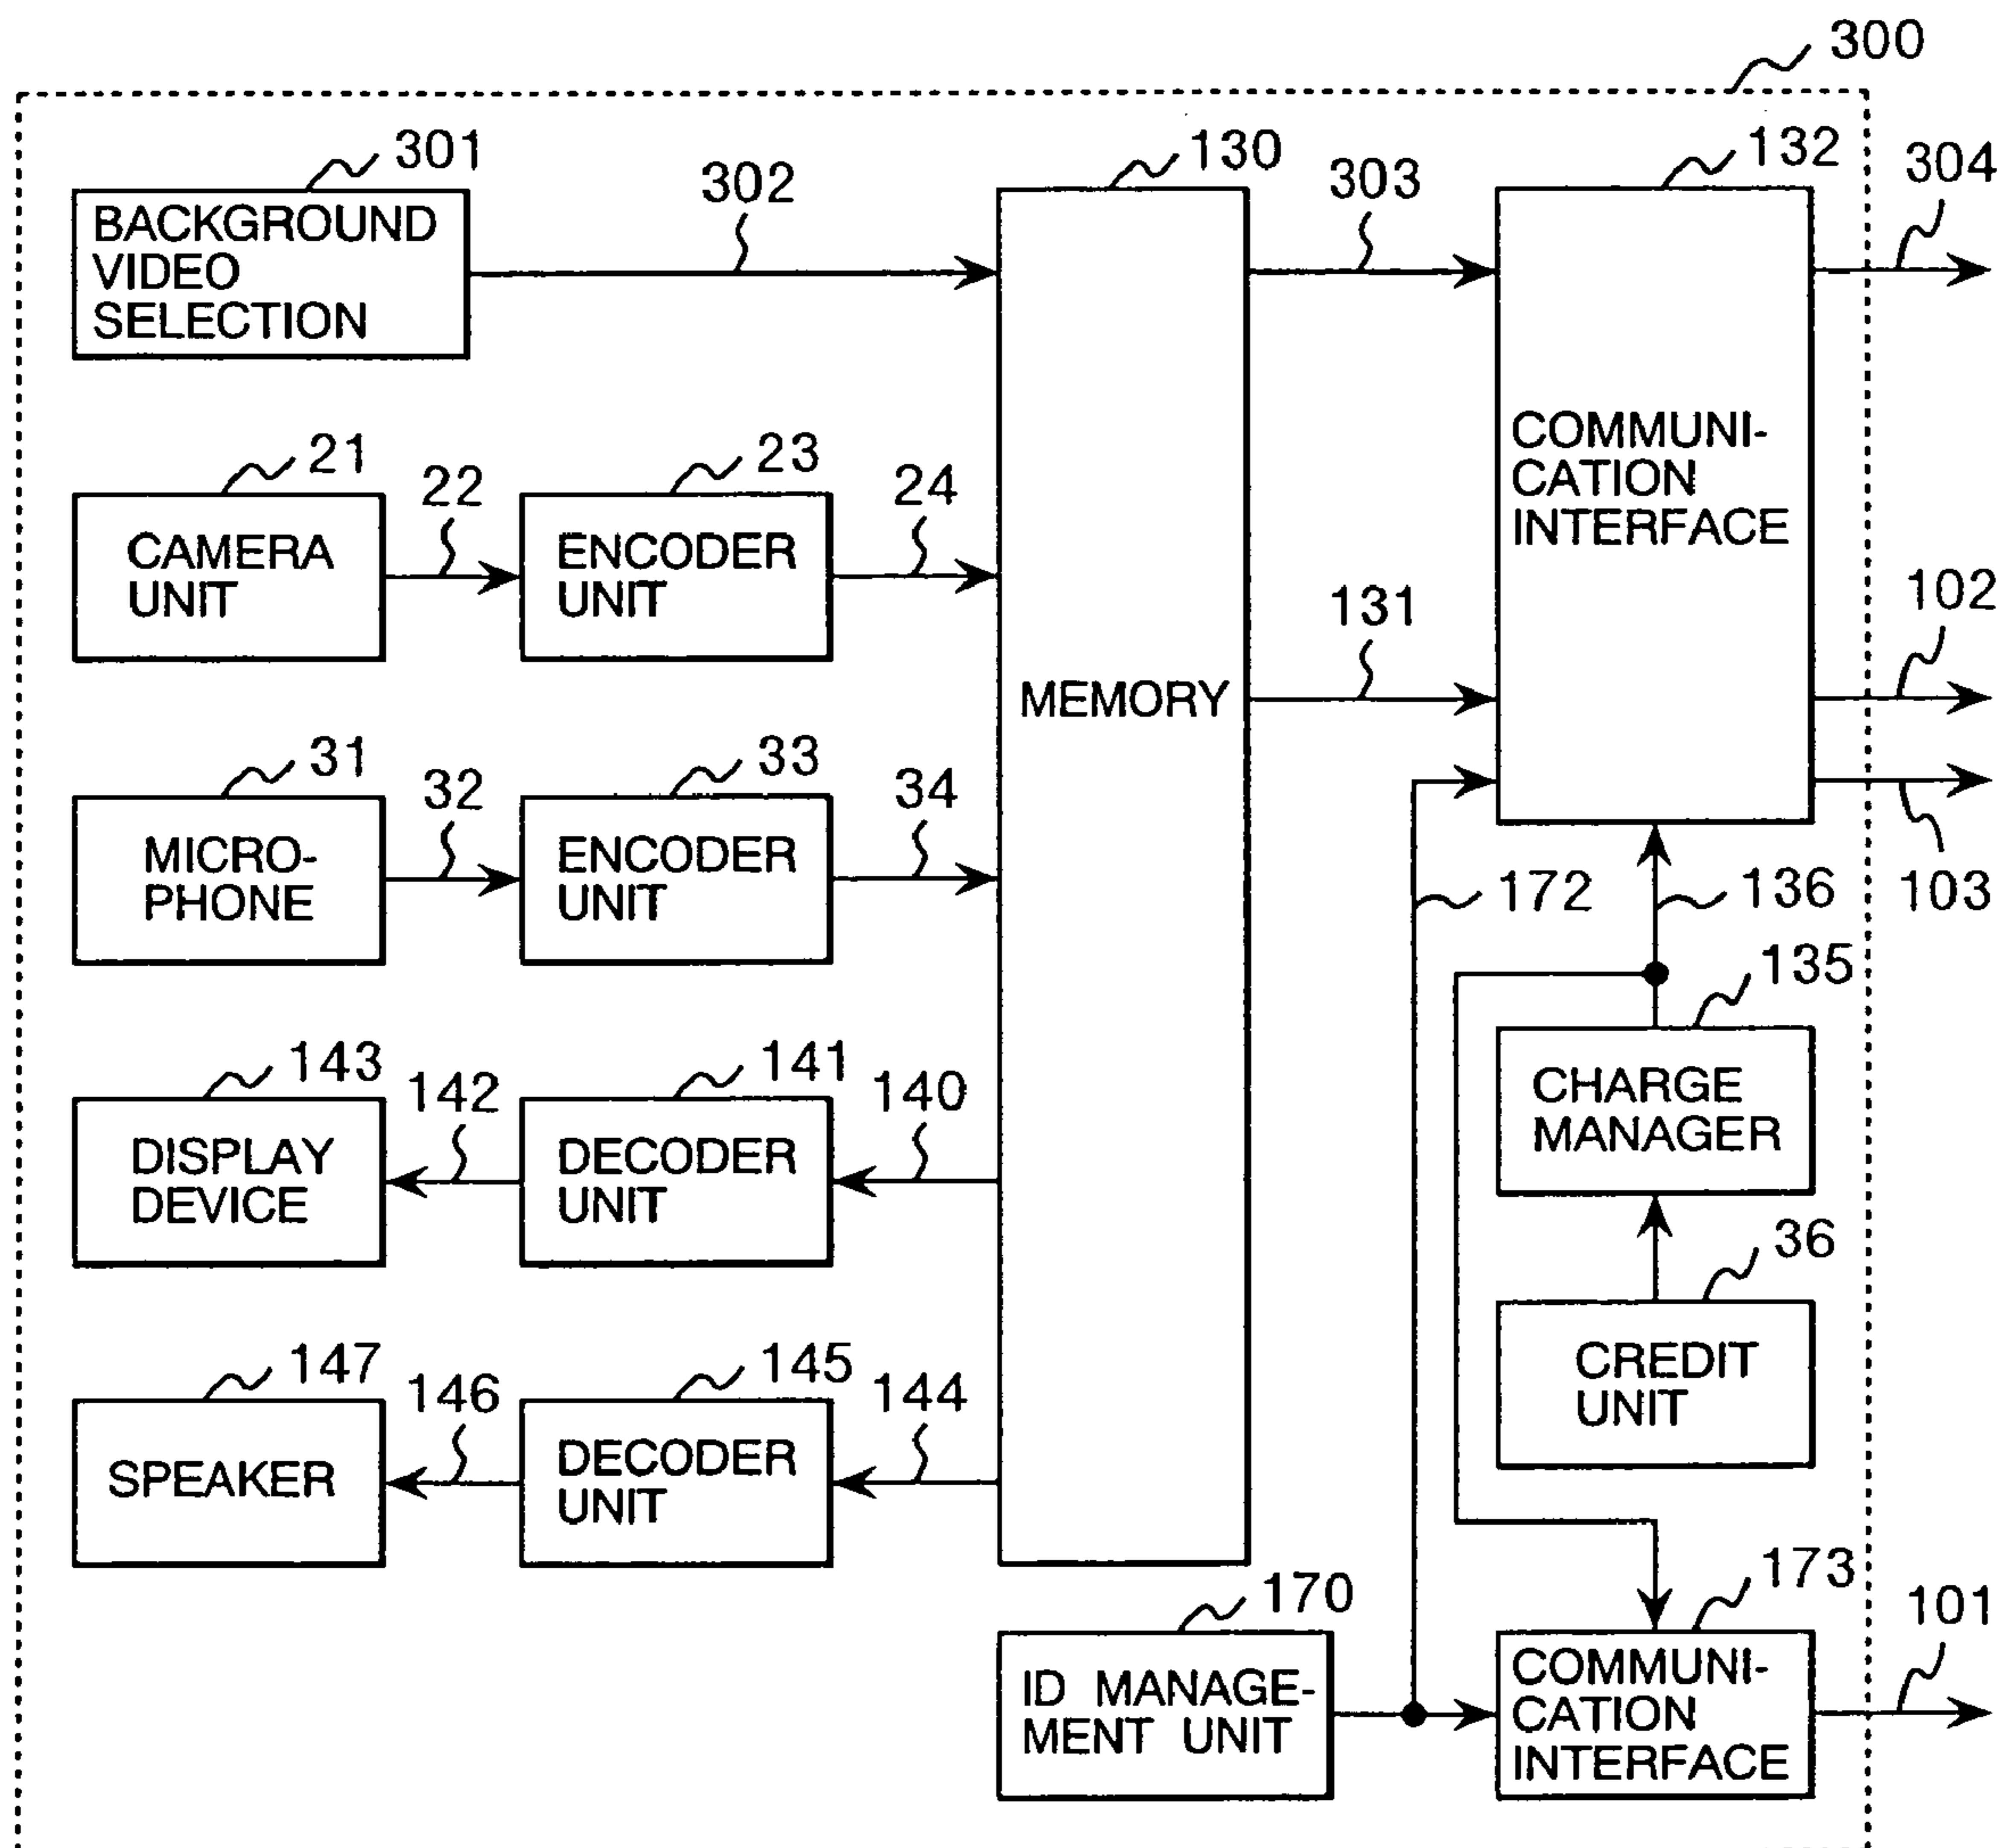 300
301
302
130
303
132
304
BACKGROUND
VIDEO
SELECTION
21
22
23
24
CAMERA
UNIT
ENCODER
UNIT
COMMUNI-
CATION
INTERFACE
102
131
MEMORY
31
32
33
34
MICRO-
PHONE
ENCODER
UNIT
172
136
103
135
143
142
141
140
DISPLAY
DEVICE
DECODER
UNIT
CHARGE
MANAGER
36
147
146
145
144
SPEAKER
DECODER
UNIT
CREDIT
UNIT
170
173
101
ID MANAGE-
MENT UNIT
COMMUNI-
CATION
INTERFACE